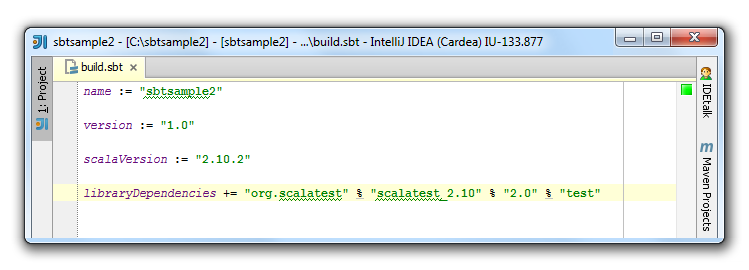 sbtsample2 - [C:\sbtsample2] - [sbtsample2] - ...\build.sbt - IntelliJ IDEA (Cardea) IU-133.877
1: Project
build.sbt
name := "sbtsample2"
version := "1.0"
scalaVersion := "2.10.2"
libraryDependencies += "org.scalatest" % "scalatest_2.10" % "2.0" % "test"
IDEtalk
m
Maven Projects